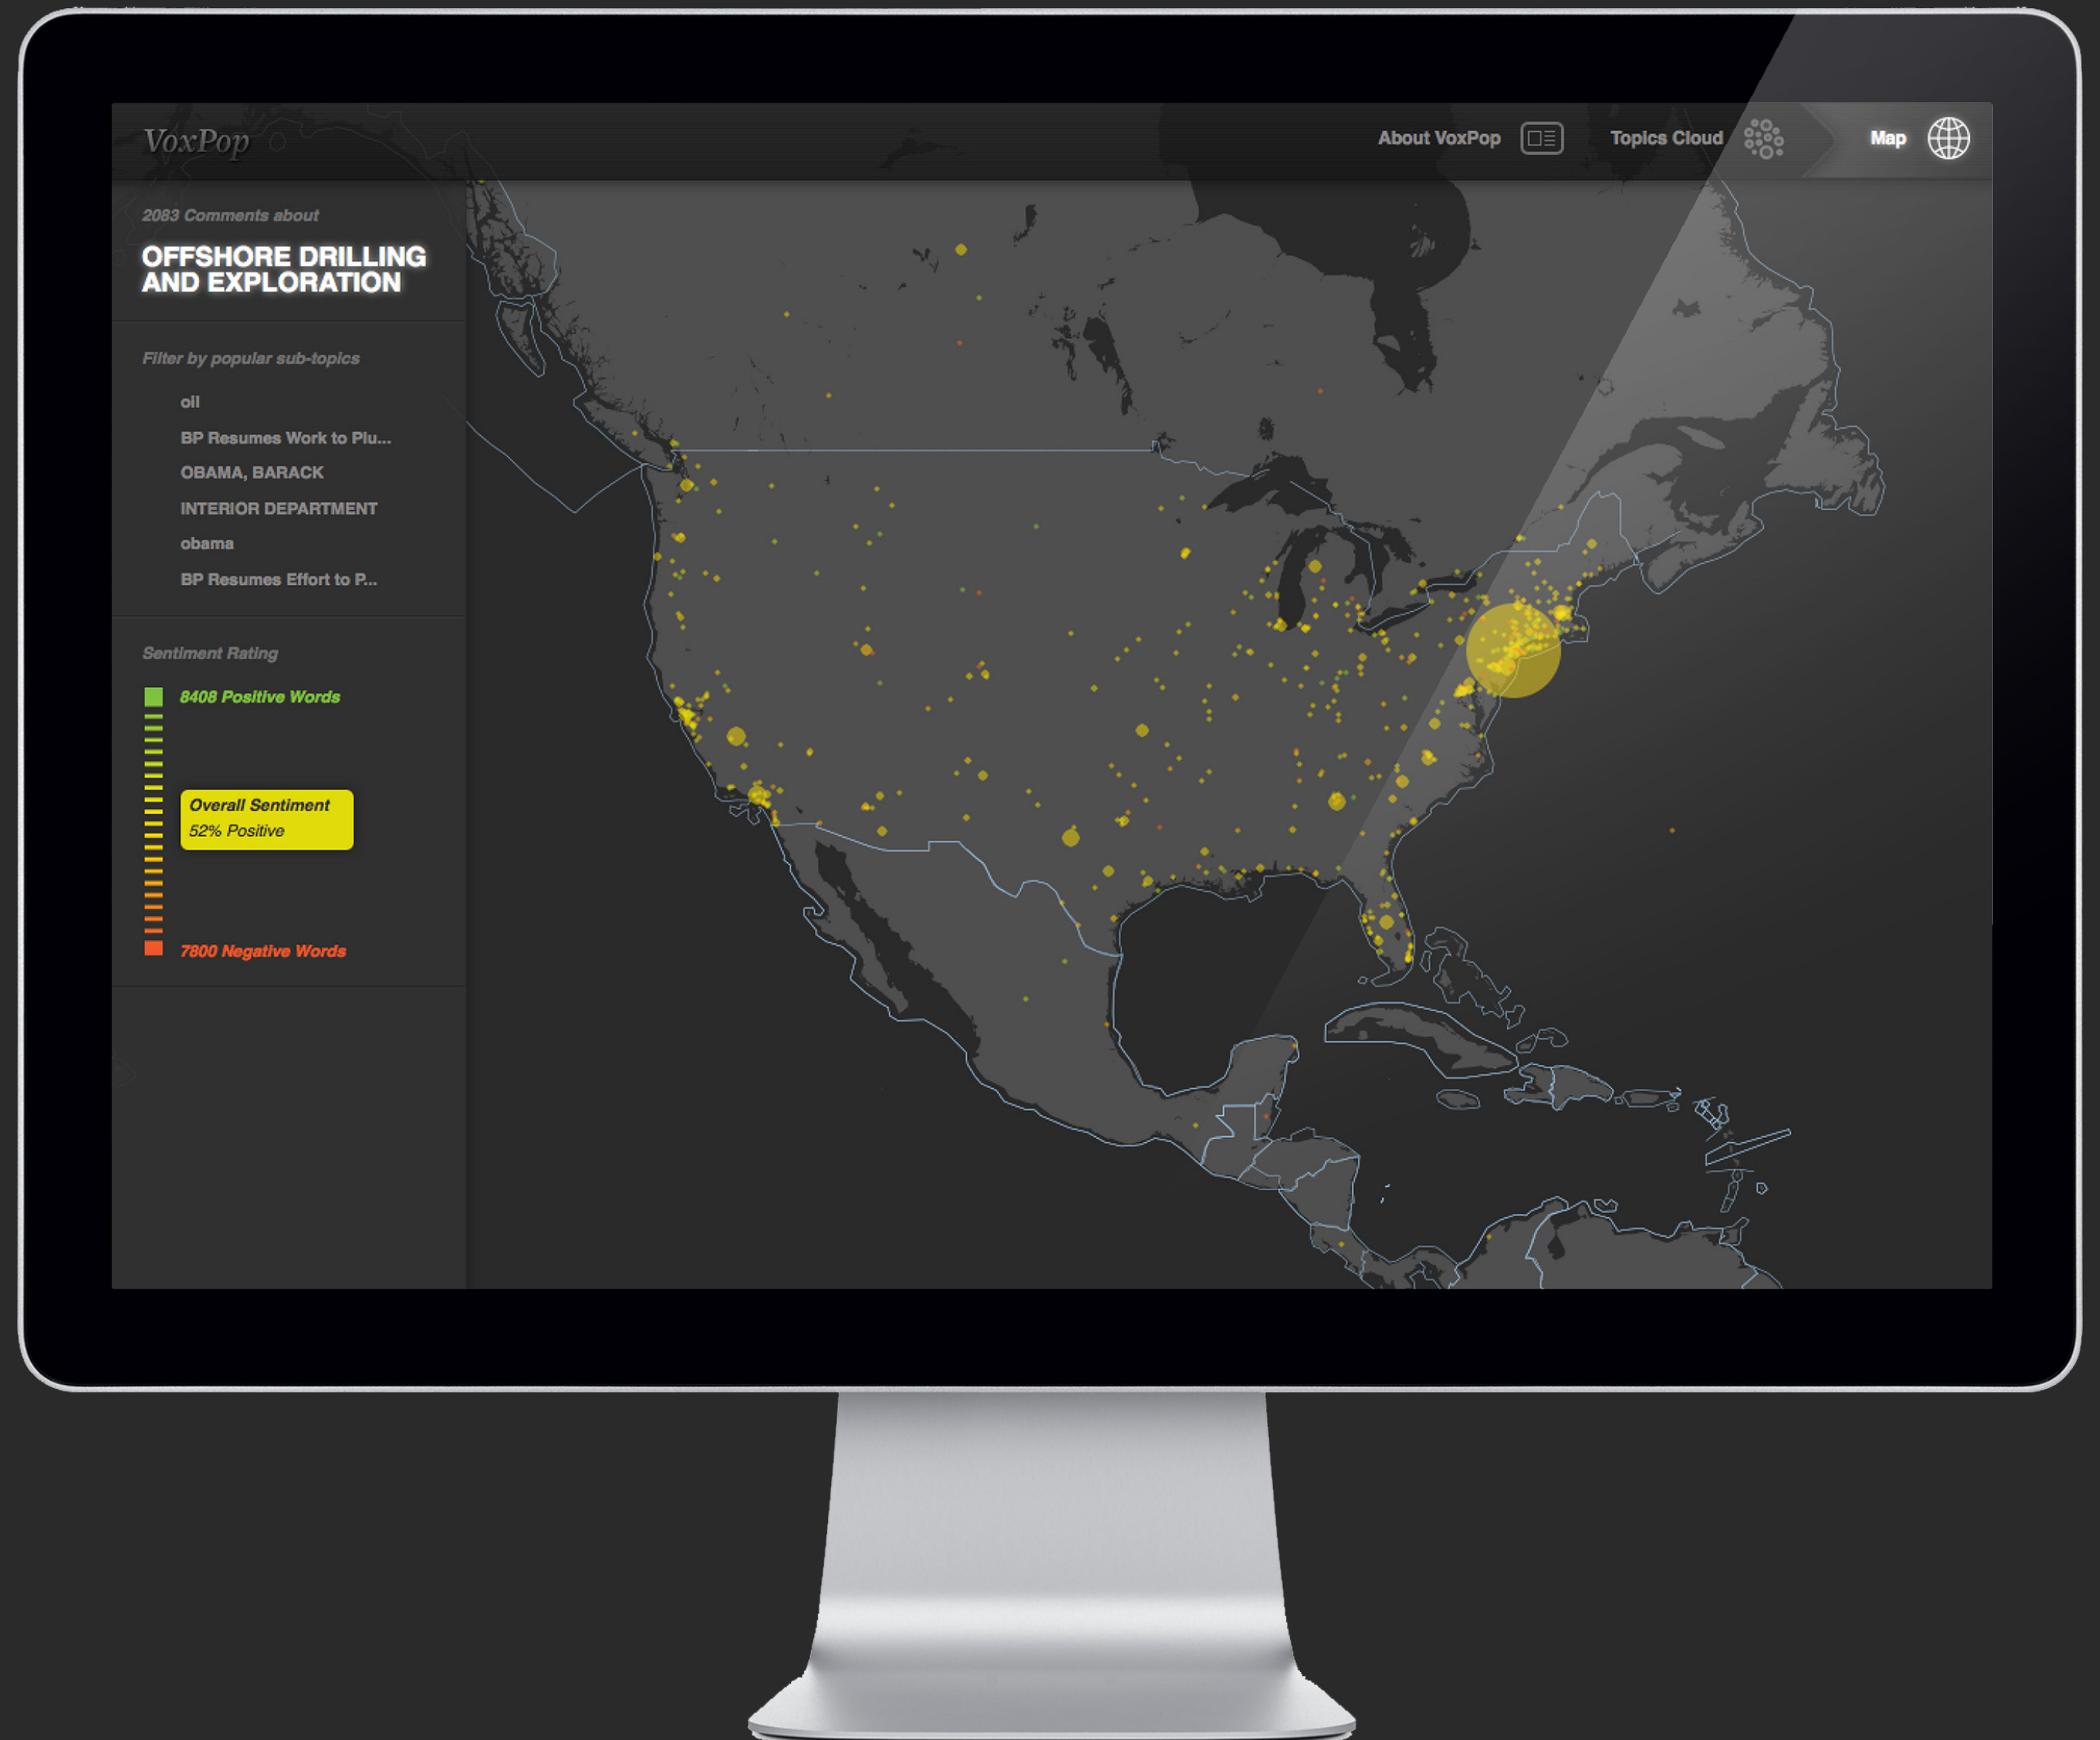 VoxPop
About VoxPop
Topics Cloud
Map
2083 Comments about
OFFSHORE DRILLING
AND EXPLORATION
Filter by popular sub-topics
oil
BP Resumes Work to Plu...
OBAMA, BARACK
INTERIOR DEPARTMENT
obama
BP Resumes Effort to P...
Sentiment Rating
8408 Positive Words
Overall Sentiment
52% Positive
7800 Negative Words